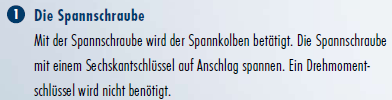 1 Die Spannschraube
Mit der Spannschraube wird der Spannkolben betätigt. Die Spannschraube
mit einem Sechskantschlüssel auf Anschlag spannen. Ein Drehmoment-
schlüssel wird nicht benötigt.